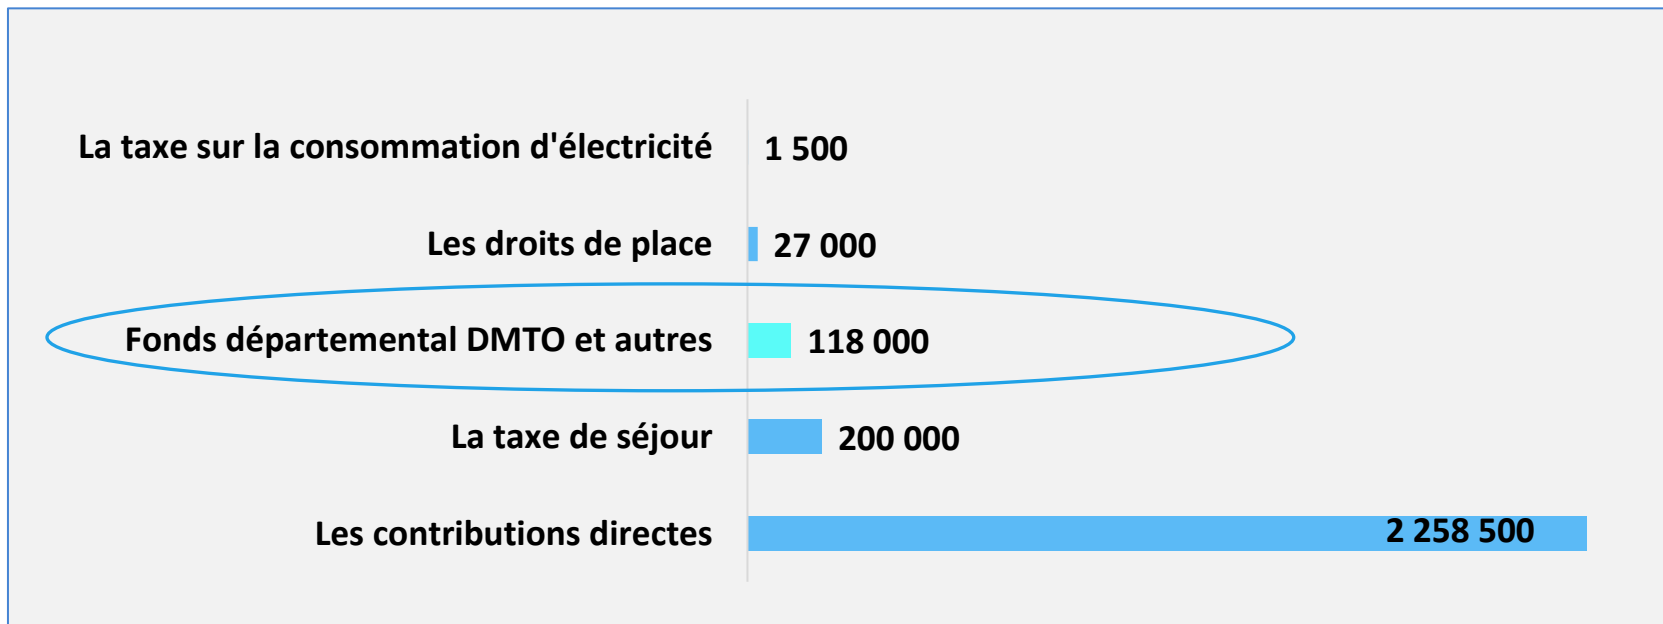 La taxe sur la consommation d'électricité 1 500
Les droits de place 27 000
Fonds départemental DMTO et autres 118 000
La taxe de séjour 200 000
Les contributions directes 2 258 500